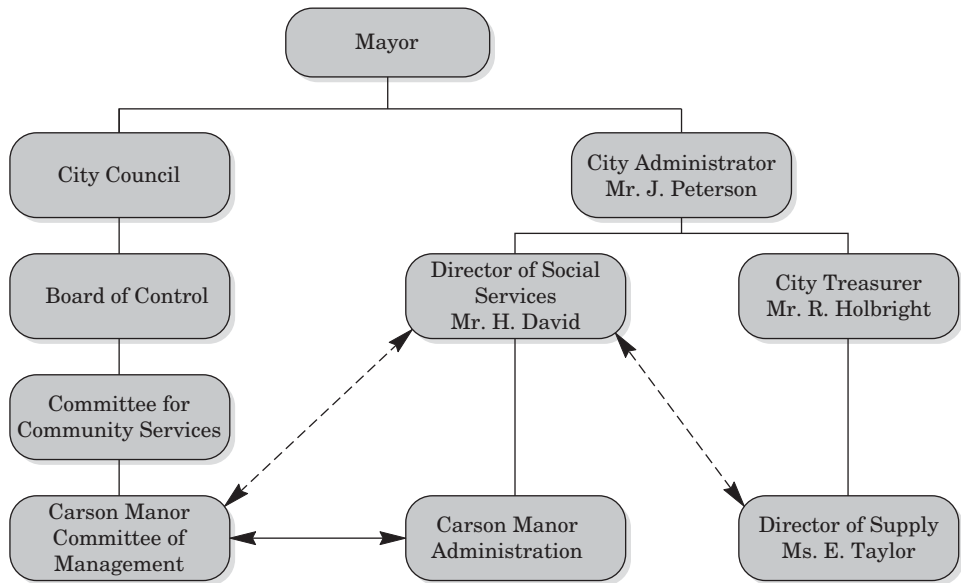 Mayor
City Council
City Administrator
Mr. J. Peterson
Board of Control
Director of Social
Services
Mr. H. David
City Treasurer
Mr. R. Holbright
Committee for
Community Services
Carson Manor
Committee of
Management
Carson Manor
Administration
Director of Supply
Ms. E. Taylor